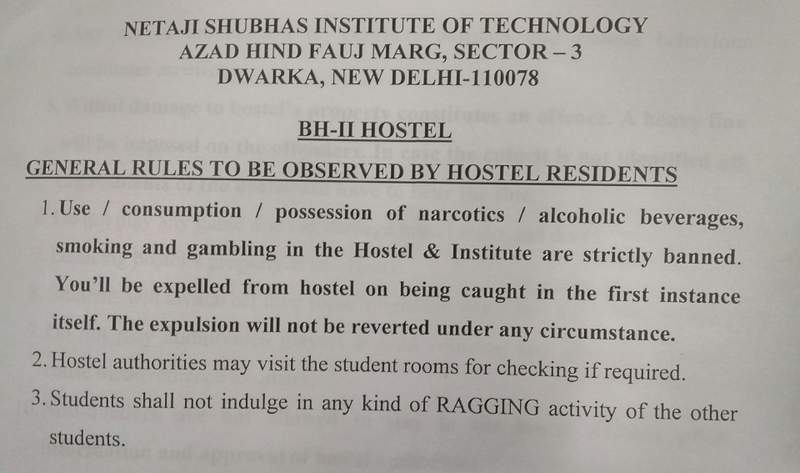 NETAJI SHUBHAS INSTITUTE OF TECHNOLOGY
AZAD HIND FAUJ MARG, SECTOR – 3
DWARKA, NEW DELHI-110078
BH-II HOSTEL
GENERAL RULES TO BE OBSERVED BY HOSTEL RESIDENTS
1. Use / consumption / possession of narcotics / alcoholic beverages,
smoking and gambling in the Hostel & Institute are strictly banned.
You’ll be expelled from hostel on being caught in the first instance
itself. The expulsion will not be reverted under any circumstance.
2. Hostel authorities may visit the student rooms for checking if required.
3. Students shall not indulge in any kind of RAGGING activity of the other
students.